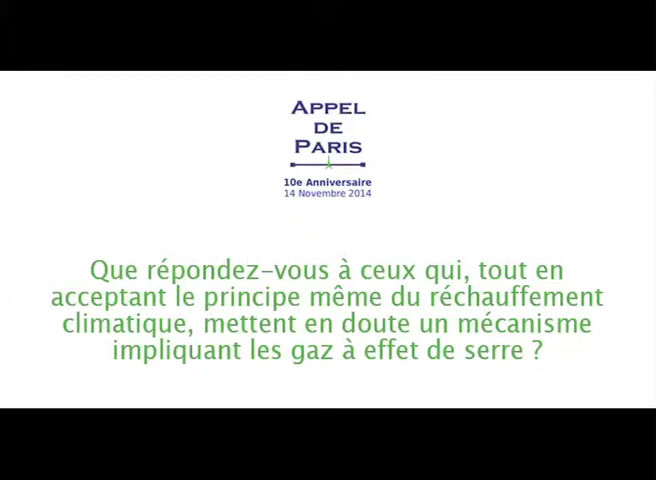 APPEL
DE
PARIS
10e Anniversaire
14 Novembre 2014
Que répondez-vous à ceux qui, tout en
acceptant le principe même du réchauffement
climatique, mettent en doute un mécanisme
impliquant les gaz à effet de serre ?